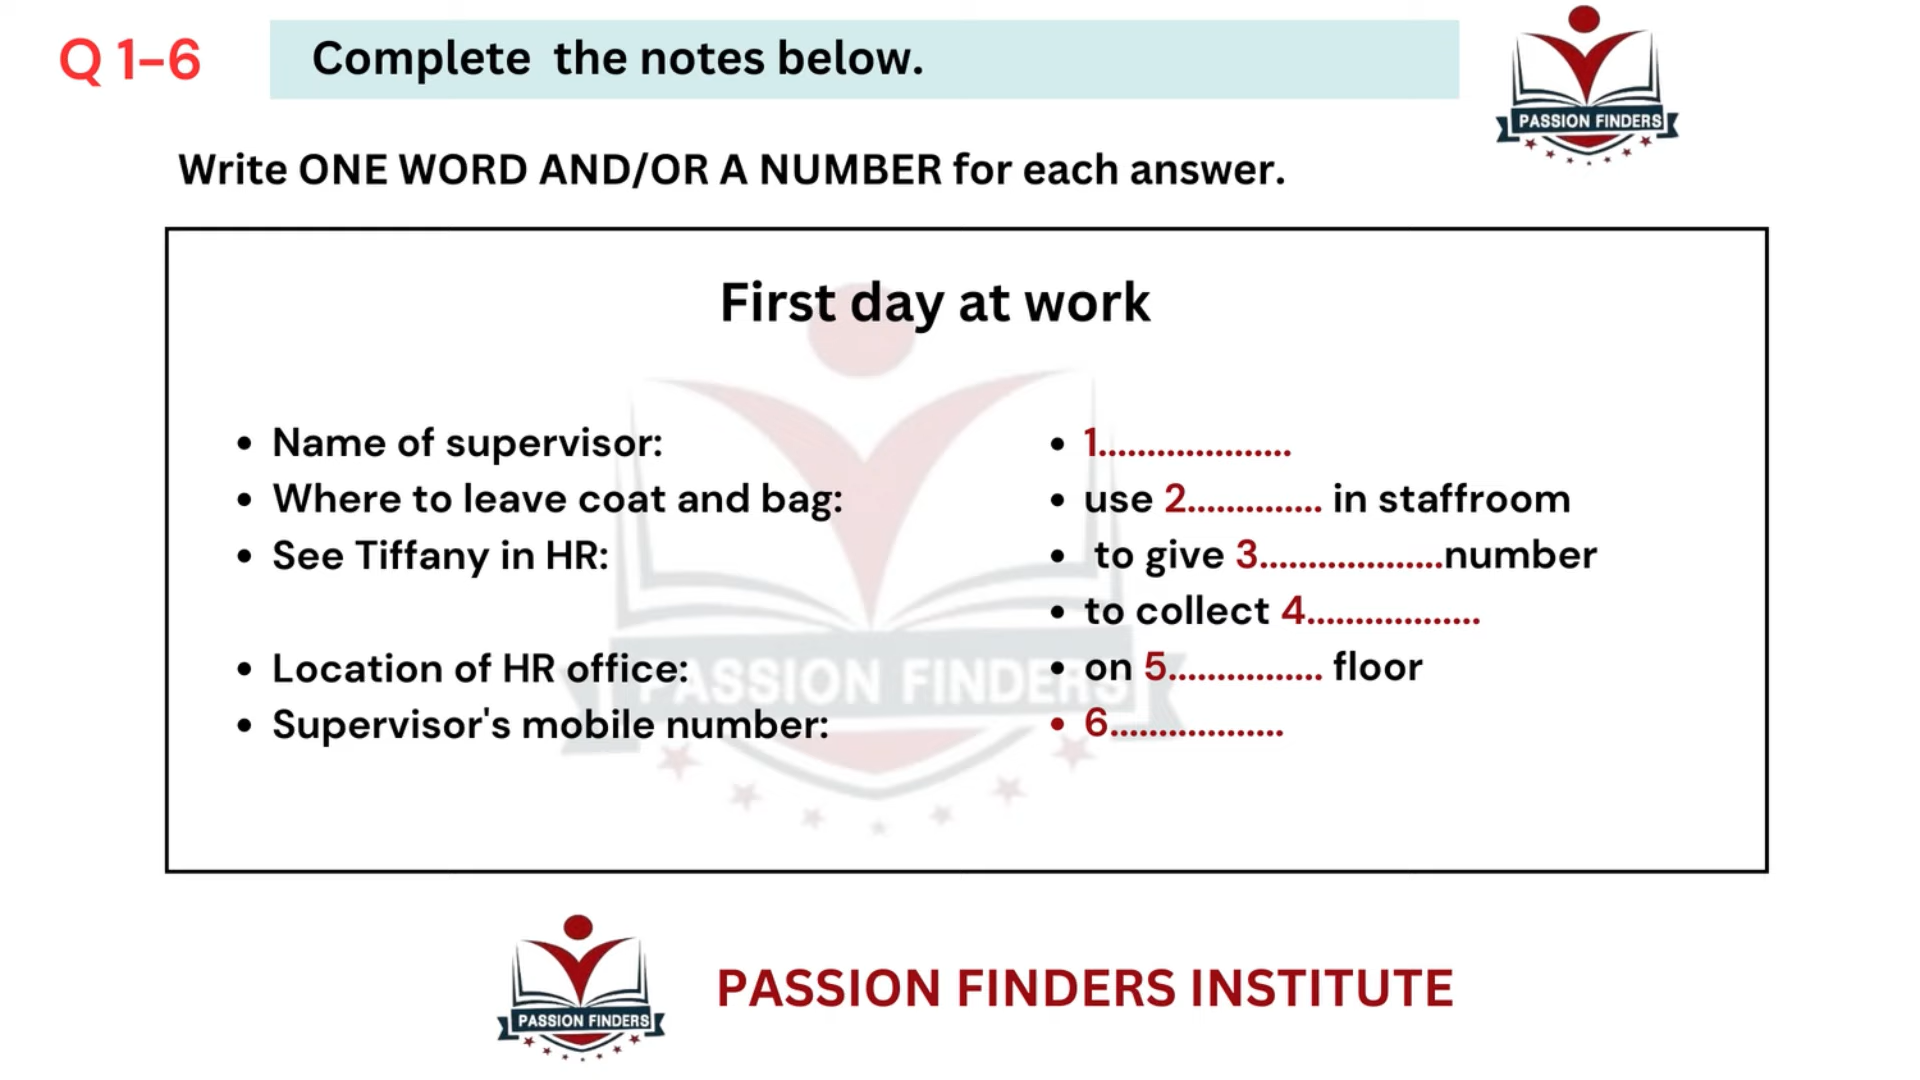 Q 1-6
Complete the notes below.
PASSION FINDERS
Write ONE WORD AND/OR A NUMBER for each answer.
First day at work
• Name of supervisor:
• 1....................
• Where to leave coat and bag:
• use 2.............. in staffroom
• See Tiffany in HR:
• to give 3...................number
• to collect 4..................
• Location of HR office:
• on 5................ floor
• Supervisor's mobile number:
• 6..................
PASSION FINDERS
PASSION FINDERS
PASSION FINDERS INSTITUTE